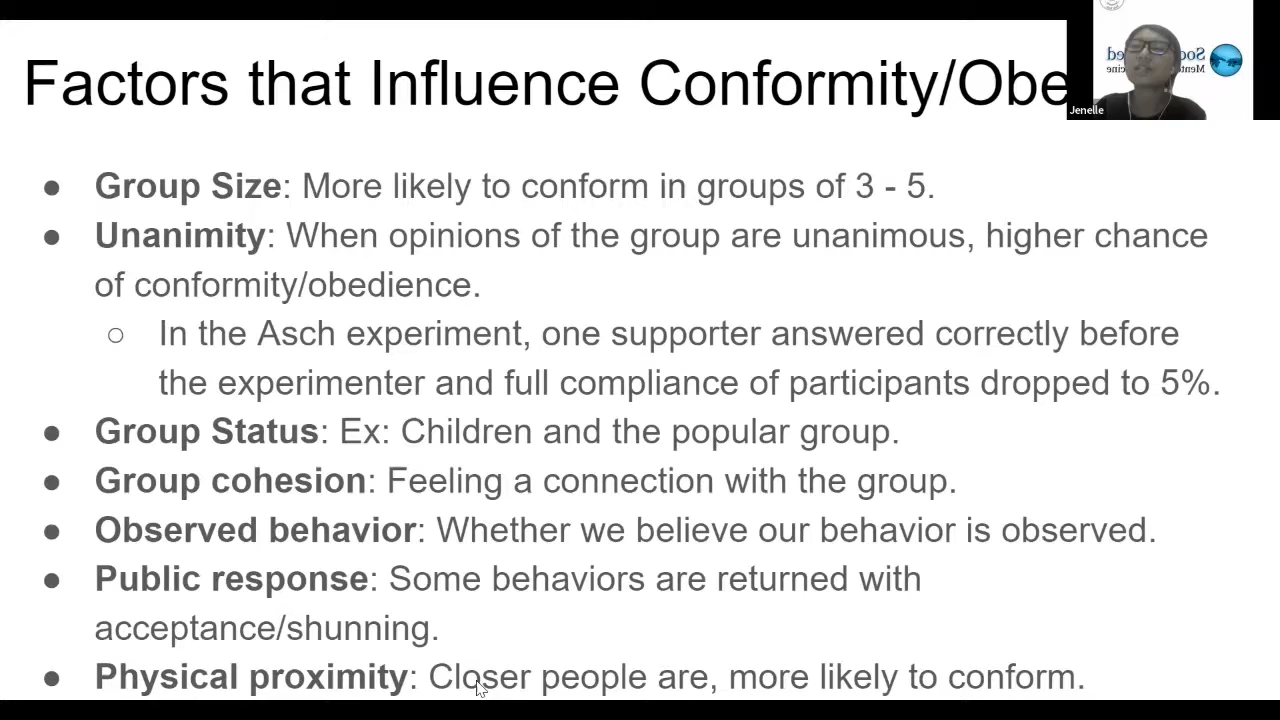 Factors that Influence Conformity/Obe
Jenelle
● Group Size: More likely to conform in groups of 3 - 5.
● Unanimity: When opinions of the group are unanimous, higher chance
of conformity/obedience.
○ In the Asch experiment, one supporter answered correctly before
the experimenter and full compliance of participants dropped to 5%.
● Group Status: Ex: Children and the popular group.
● Group cohesion: Feeling a connection with the group.
● Observed behavior: Whether we believe our behavior is observed.
● Public response: Some behaviors are returned with
acceptance/shunning.
● Physical proximity: Closer people are, more likely to conform.